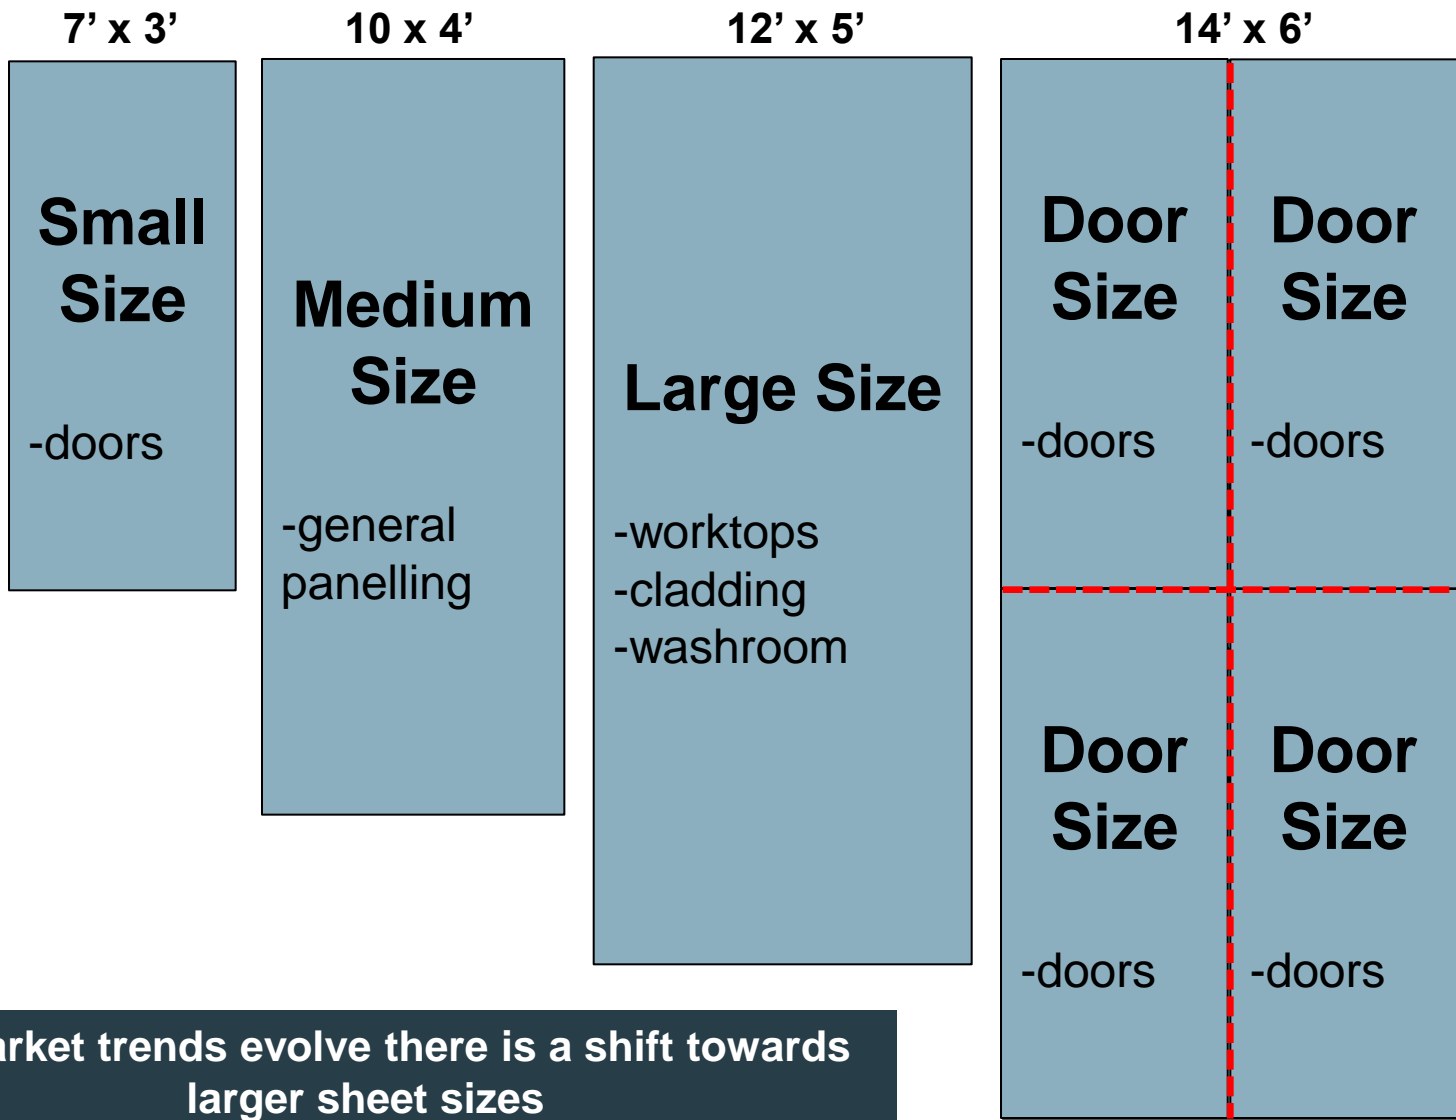 7’ x 3’
10 x 4’
12’ x 5’
14’ x 6’
Small
Size
-doors
Medium
Size
-general
panelling
Large Size
-worktops
-cladding
-washroom
Door
Size
-doors
Door
Size
-doors
Door
Size
-doors
Door
Size
-doors
trends evolve there is a shift towards
larger sheet sizes